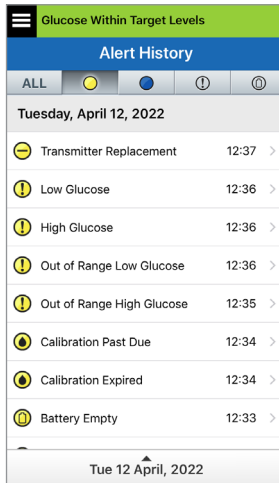 Glucose Within Target Levels
Alert History
ALL
Tuesday, April 12, 2022
Transmitter Replacement 12:37
Low Glucose 12:36
High Glucose 12:36
Out of Range Low Glucose 12:36
Out of Range High Glucose 12:35
Calibration Past Due 12:34
Calibration Expired 12:34
Battery Empty 12:33
Tue 12 April, 2022